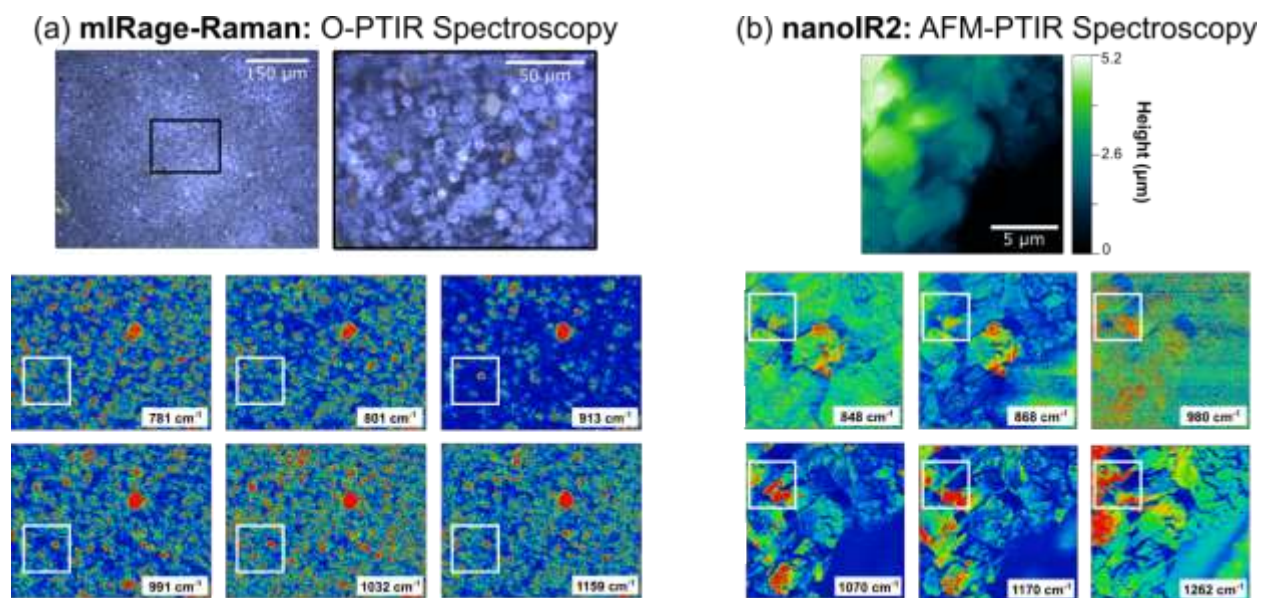 (a) mIRage-Raman: O-PTIR Spectroscopy
(b) nanoIR2: AFM-PTIR Spectroscopy
150 µm
50 µm
5.2
2.6
0
Height (µm)
5 µm
781 cm⁻¹
801 cm⁻¹
913 cm⁻¹
848 cm⁻¹
868 cm⁻¹
980 cm⁻¹
991 cm⁻¹
1032 cm⁻¹
1159 cm⁻¹
1070 cm⁻¹
1170 cm⁻¹
1262 cm⁻¹